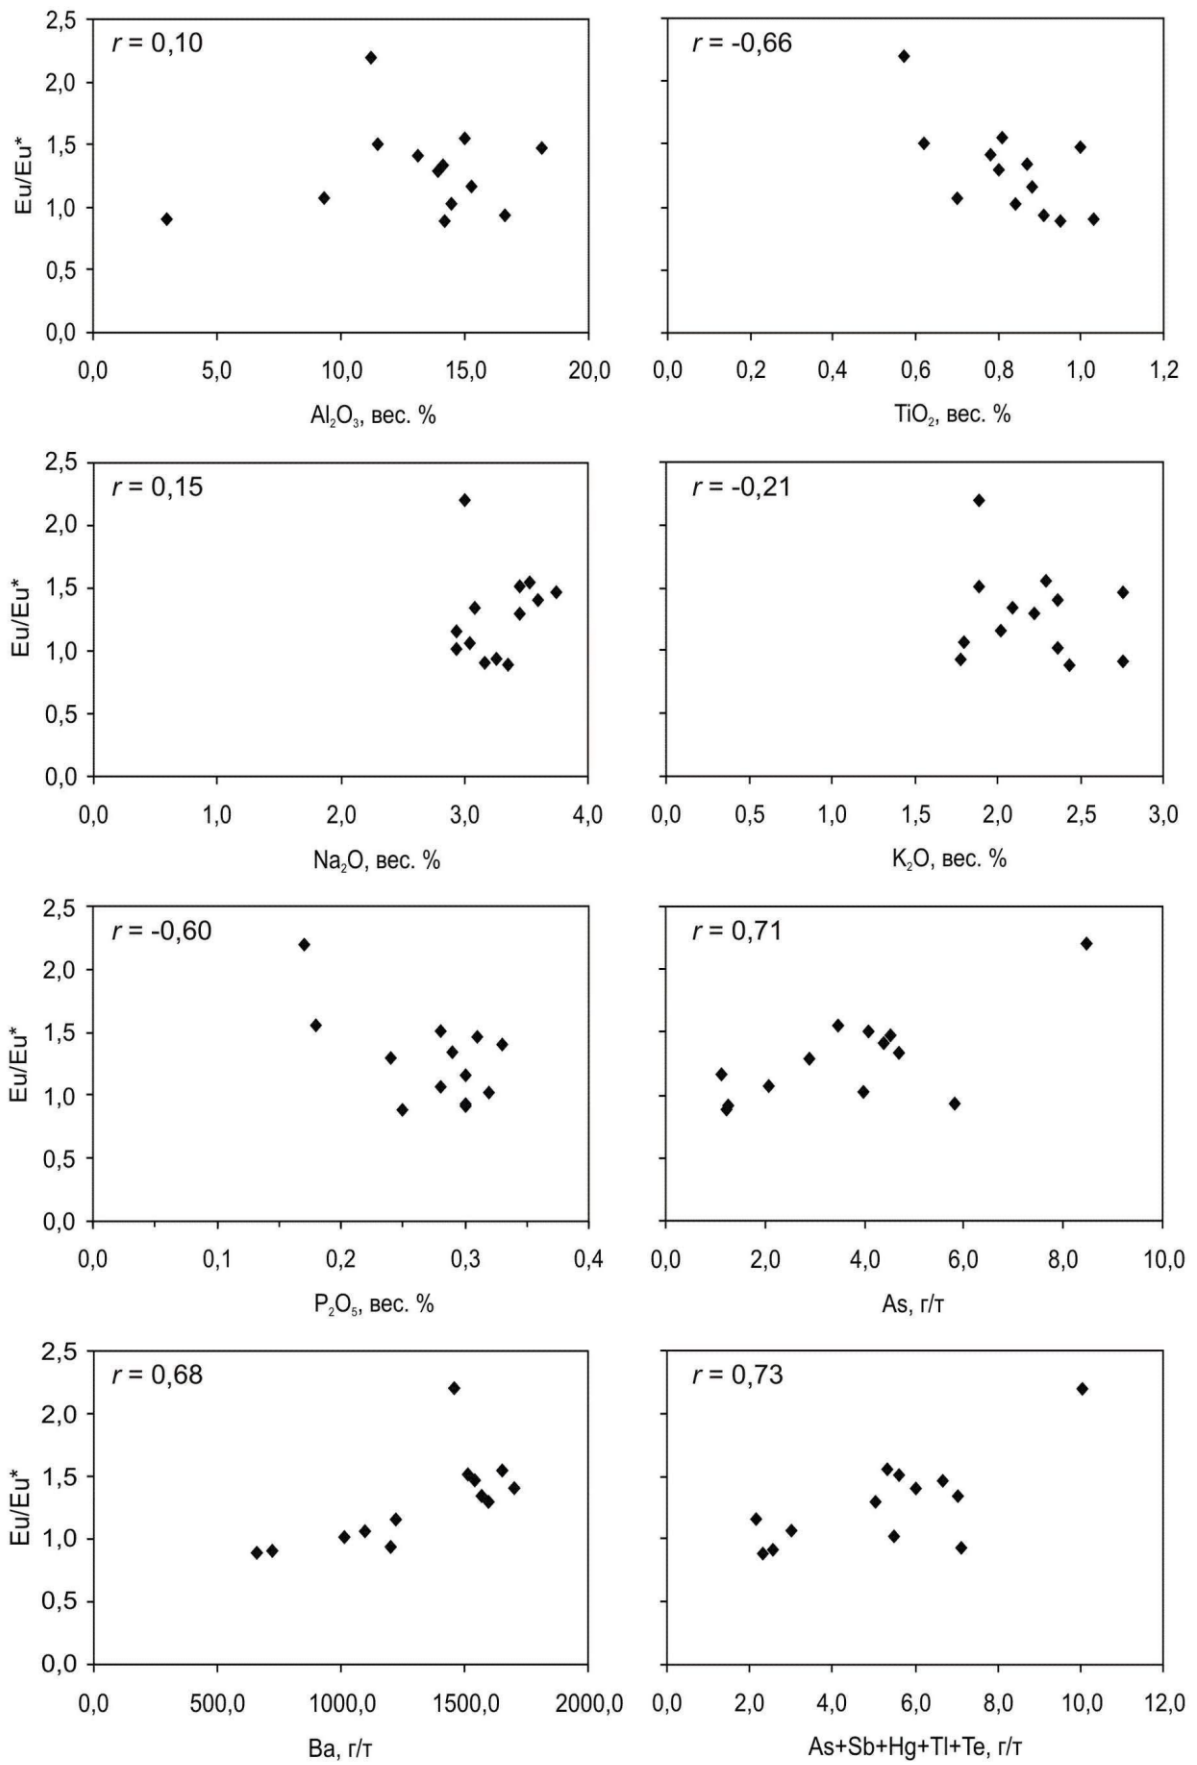 2,5
r = 0,10
r = -0,66
2,0
1,5
Eu/Eu*
1,0
0,5
0,0
0,0 5,0 10,0 15,0 20,0
0,0 0,2 0,4 0,6 0,8 1,0 1,2
Al₂O₃, вес. %
TiO₂, вес. %
2,5
r = 0,15
r = -0,21
2,0
1,5
Eu/Eu*
1,0
0,5
0,0
0,0 1,0 2,0 3,0 4,0
0,0 0,5 1,0 1,5 2,0 2,5 3,0
Na₂O, вес. %
K₂O, вес. %
2,5
r = -0,60
r = 0,71
2,0
1,5
Eu/Eu*
1,0
0,5
0,0
0,0 0,1 0,2 0,3 0,4
0,0 2,0 4,0 6,0 8,0 10,0
P₂O₅, вес. %
As, г/т
2,5
r = 0,68
r = 0,73
2,0
1,5
Eu/Eu*
1,0
0,5
0,0
0,0 500,0 1000,0 1500,0 2000,0
0,0 2,0 4,0 6,0 8,0 10,0 12,0
Ba, г/т
As+Sb+Hg+Tl+Te, г/т